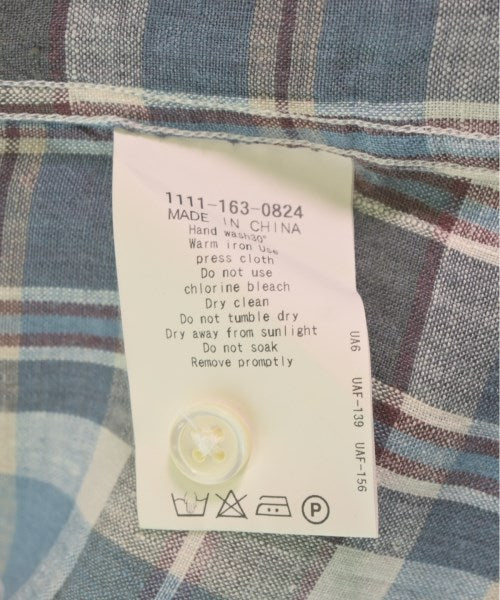 1111-163-0824
MADE IN CHINA
Hand wash30°
Warm iron Use
press cloth
Do not use
chlorine bleach
Dry clean
Do not tumble dry
Dry away from sunlight
Do not soak
Remove promptly
UA6 UAF-139 UAF-156
P